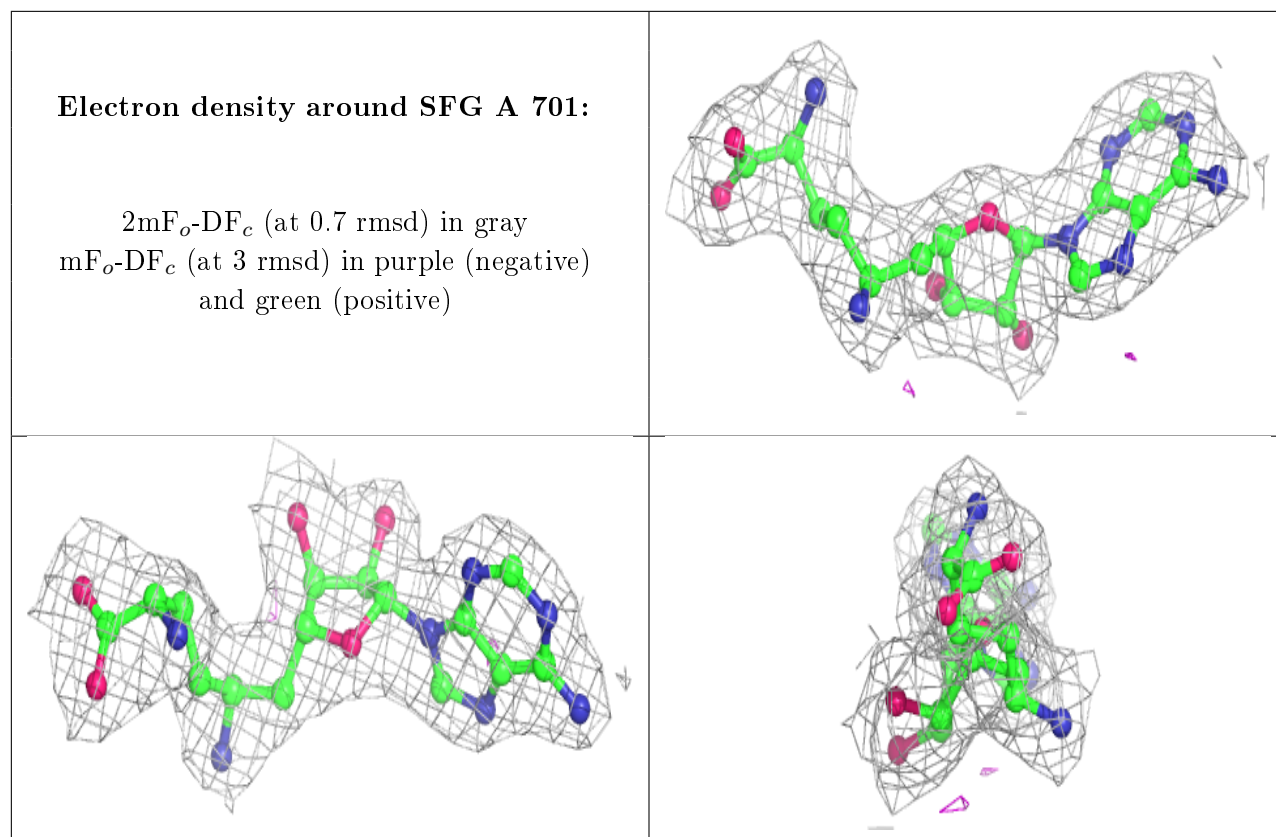 Electron density around SFG A 701:
2mFo-DFc (at 0.7 rmsd) in gray
mFo-DFc (at 3 rmsd) in purple (negative)
and green (positive)